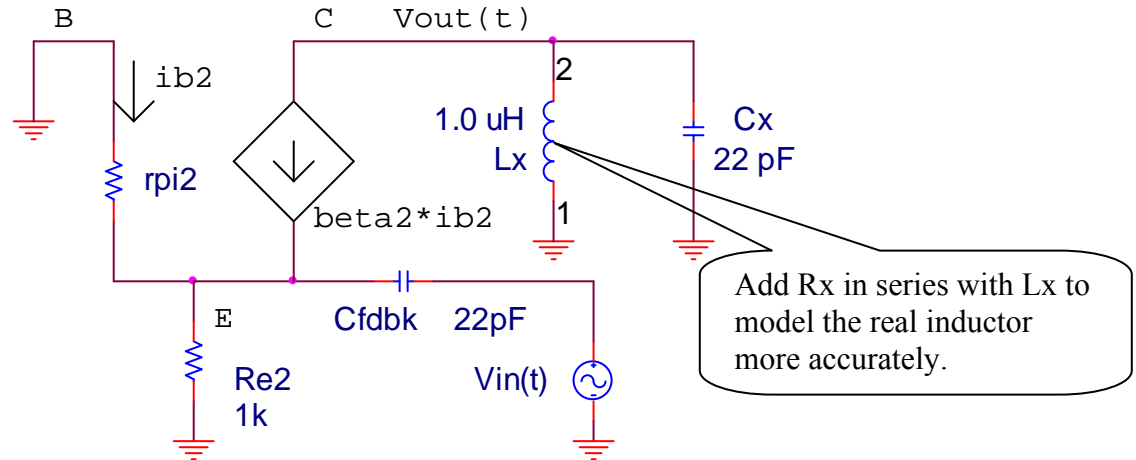 B
C
Vout(t)
ib2
2
1.0 uH
Lx
Cx
22 pF
rpi2
1
beta2*ib2
Add Rx in series with Lx to
model the real inductor
more accurately.
E
Cfdbk
22pF
Re2
1k
Vin(t)